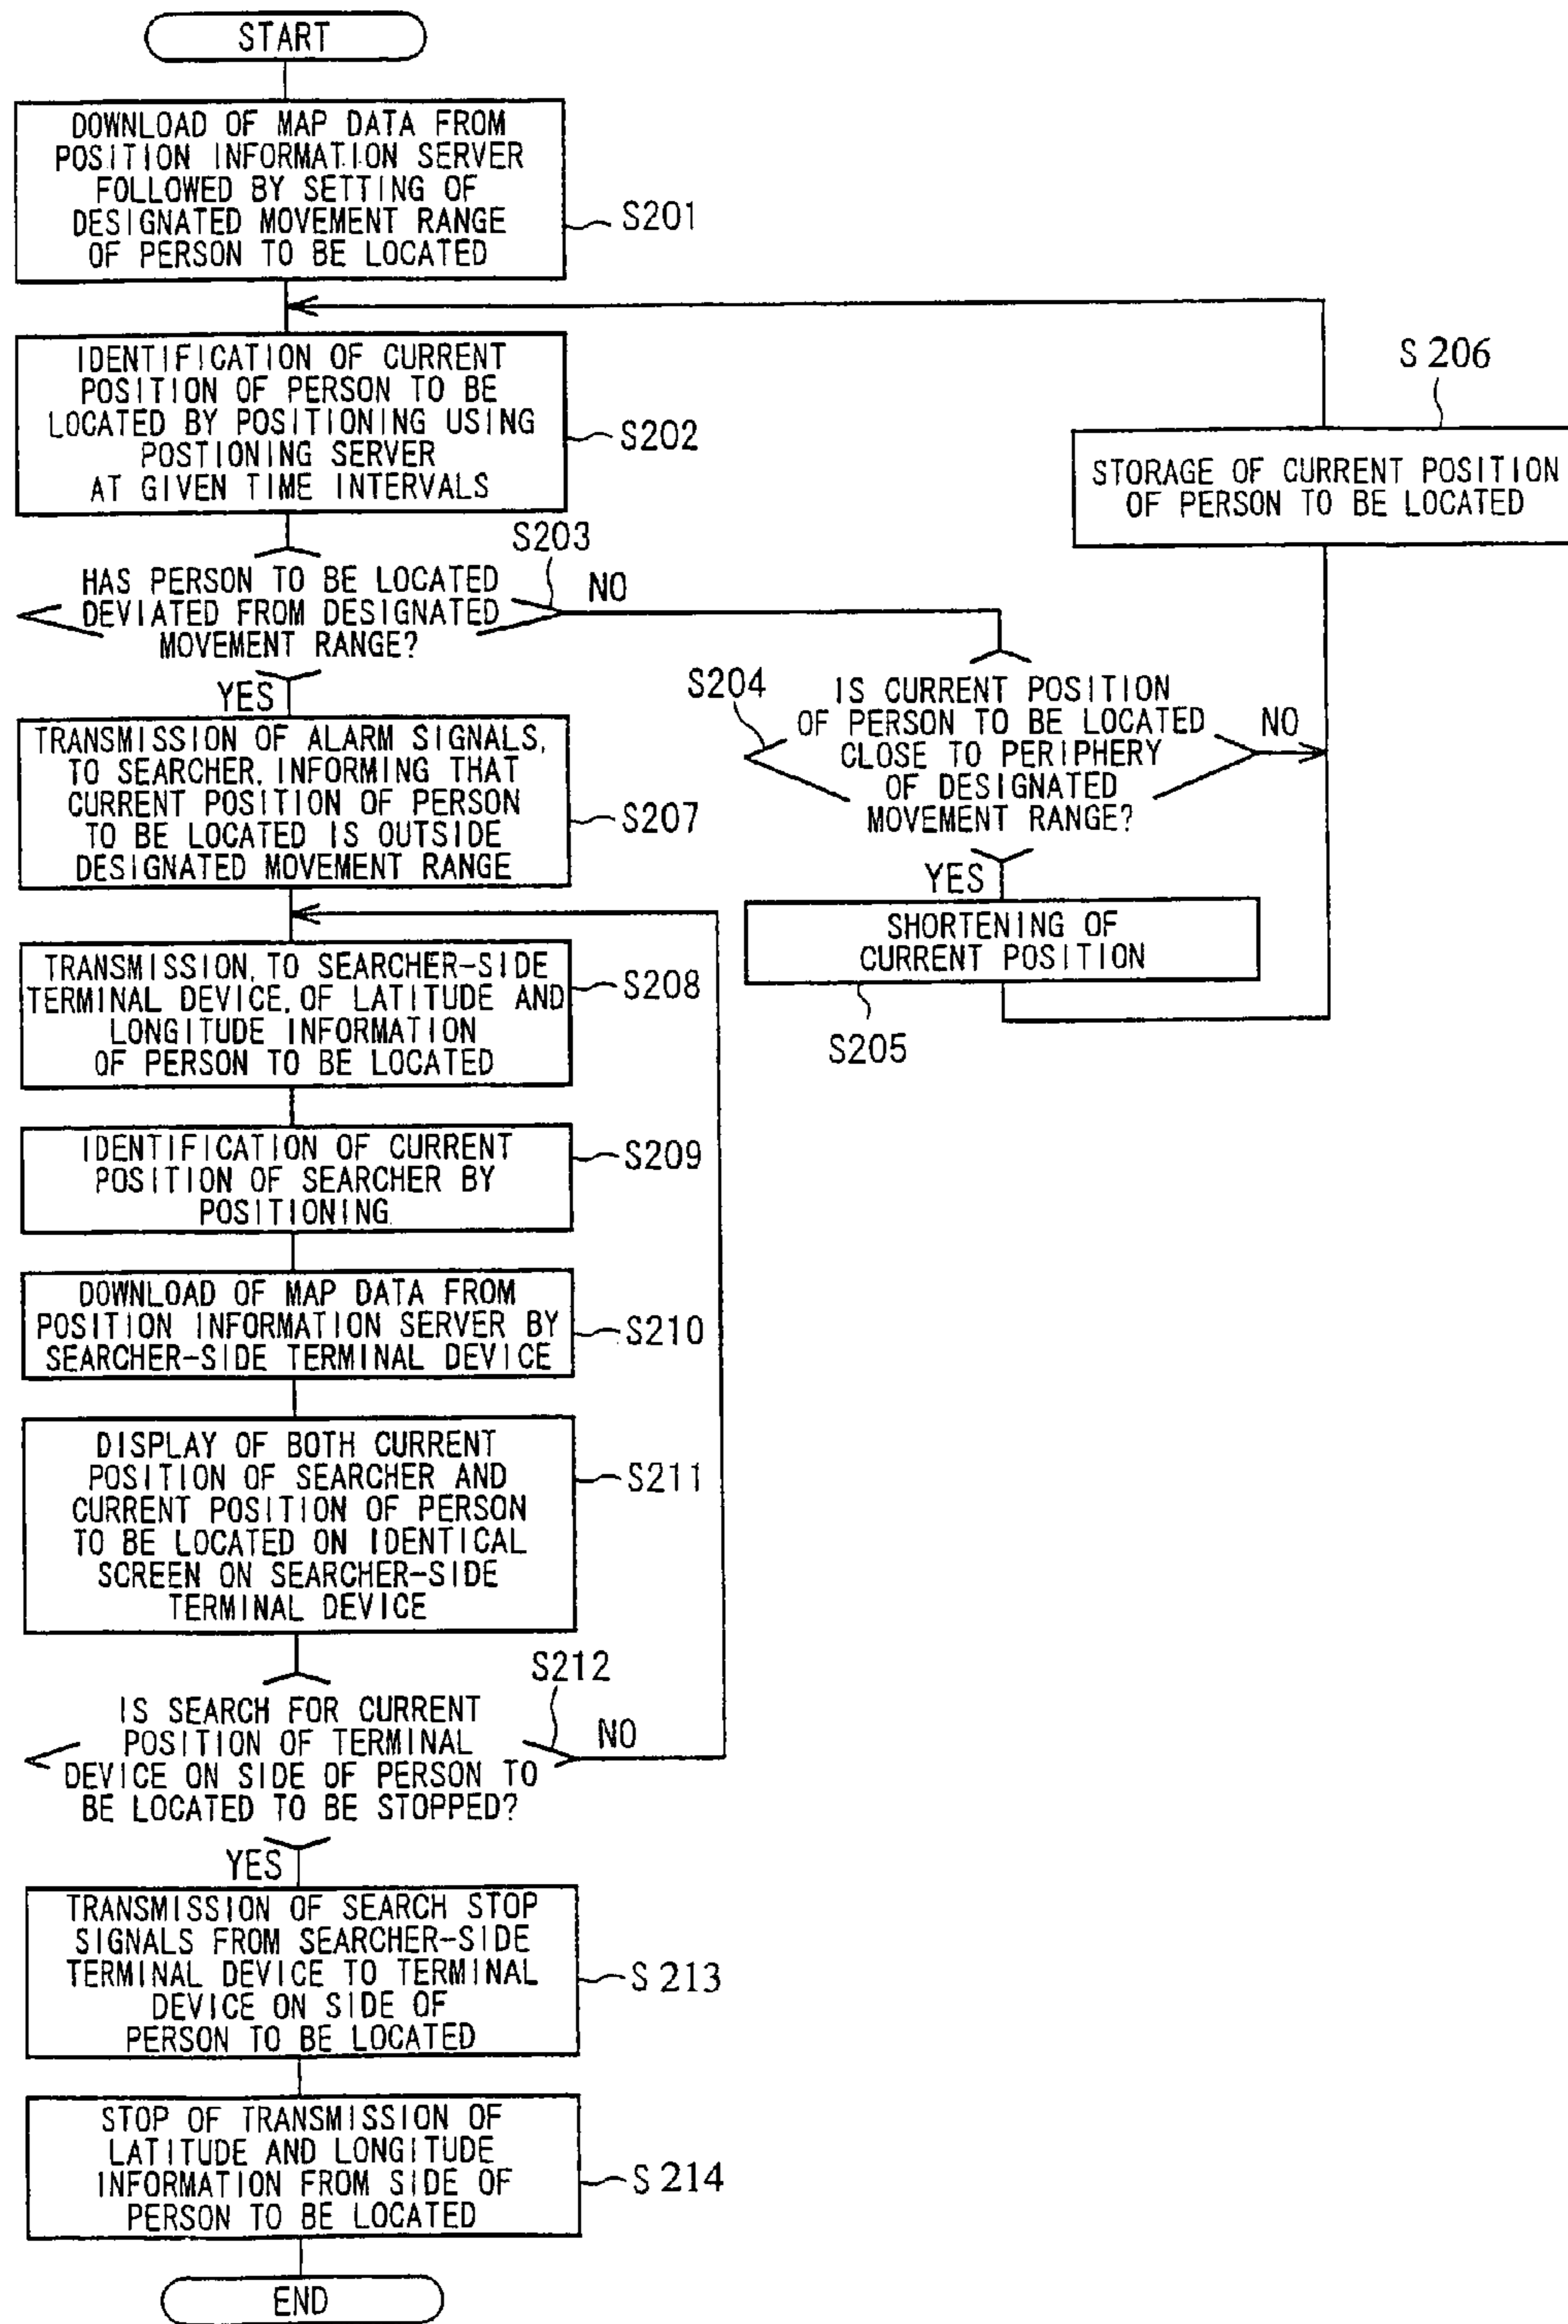 START
DOWNLOAD OF MAP DATA FROM
POSITION INFORMATION SERVER
FOLLOWED BY SETTING OF
DESIGNATED MOVEMENT RANGE
OF PERSON TO BE LOCATED
S201
IDENTIFICATION OF CURRENT
POSITION OF PERSON TO BE
LOCATED BY POSITIONING USING
POSTIONING SERVER
AT GIVEN TIME INTERVALS
S202
S203
HAS PERSON TO BE LOCATED
DEVIATED FROM DESIGNATED
MOVEMENT RANGE?
NO
YES
S204
IS CURRENT POSITION
OF PERSON TO BE LOCATED
CLOSE TO PERIPHERY
OF DESIGNATED
MOVEMENT RANGE?
NO
YES
SHORTENING OF
CURRENT POSITION
S205
S 206
STORAGE OF CURRENT POSITION
OF PERSON TO BE LOCATED
TRANSMISSION OF ALARM SIGNALS,
TO SEARCHER, INFORMING THAT
CURRENT POSITION OF PERSON
TO BE LOCATED IS OUTSIDE
DESIGNATED MOVEMENT RANGE
S207
TRANSMISSION, TO SEARCHER-SIDE
TERMINAL DEVICE, OF LATITUDE AND
LONGITUDE INFORMATION
OF PERSON TO BE LOCATED
S208
IDENTIFICATION OF CURRENT
POSITION OF SEARCHER BY
POSITIONING
S209
DOWNLOAD OF MAP DATA FROM
POSITION INFORMATION SERVER BY
SEARCHER-SIDE TERMINAL DEVICE
S210
DISPLAY OF BOTH CURRENT
POSITION OF SEARCHER AND
CURRENT POSITION OF PERSON
TO BE LOCATED ON IDENTICAL
SCREEN ON SEARCHER-SIDE
TERMINAL DEVICE
S211
S212
IS SEARCH FOR CURRENT
POSITION OF TERMINAL
DEVICE ON SIDE OF PERSON TO
BE LOCATED TO BE STOPPED?
NO
YES
TRANSMISSION OF SEARCH STOP
SIGNALS FROM SEARCHER-SIDE
TERMINAL DEVICE TO TERMINAL
DEVICE ON SIDE OF
PERSON TO BE LOCATED
S 213
STOP OF TRANSMISSION OF
LATITUDE AND LONGITUDE
INFORMATION FROM SIDE OF
PERSON TO BE LOCATED
S 214
END